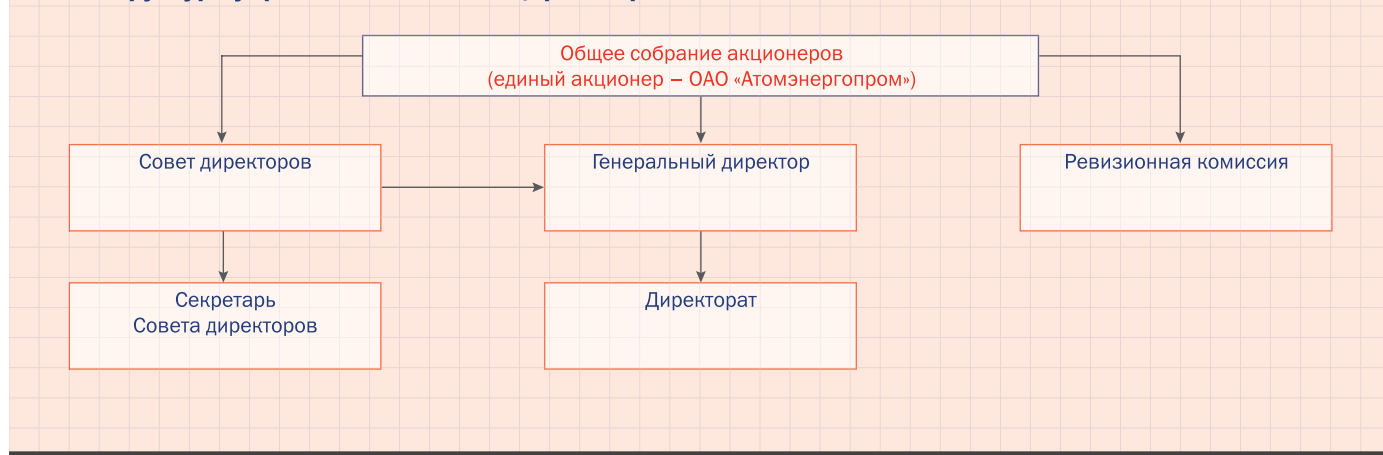 Общее собрание акционеров
(единый акционер – ОАО «Атомэнергопром»)
Совет директоров
Генеральный директор
Ревизионная комиссия
Секретарь
Совета директоров
Директорат